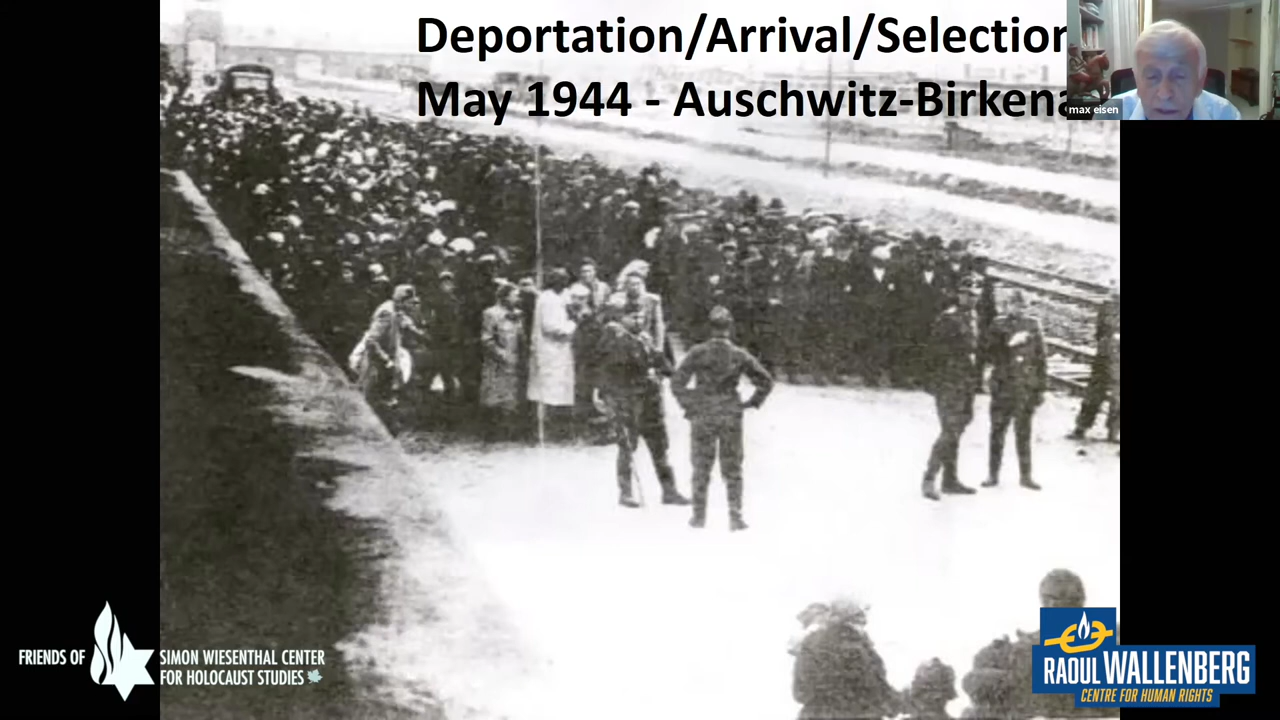 Deportation/Arrival/Selection
May 1944 - Auschwitz-Birkena
max eisen
FRIENDS OF
SIMON WIESENTHAL CENTER
FOR HOLOCAUST STUDIES
RAOUL WALLENBERG
CENTRE FOR HUMAN RIGHTS